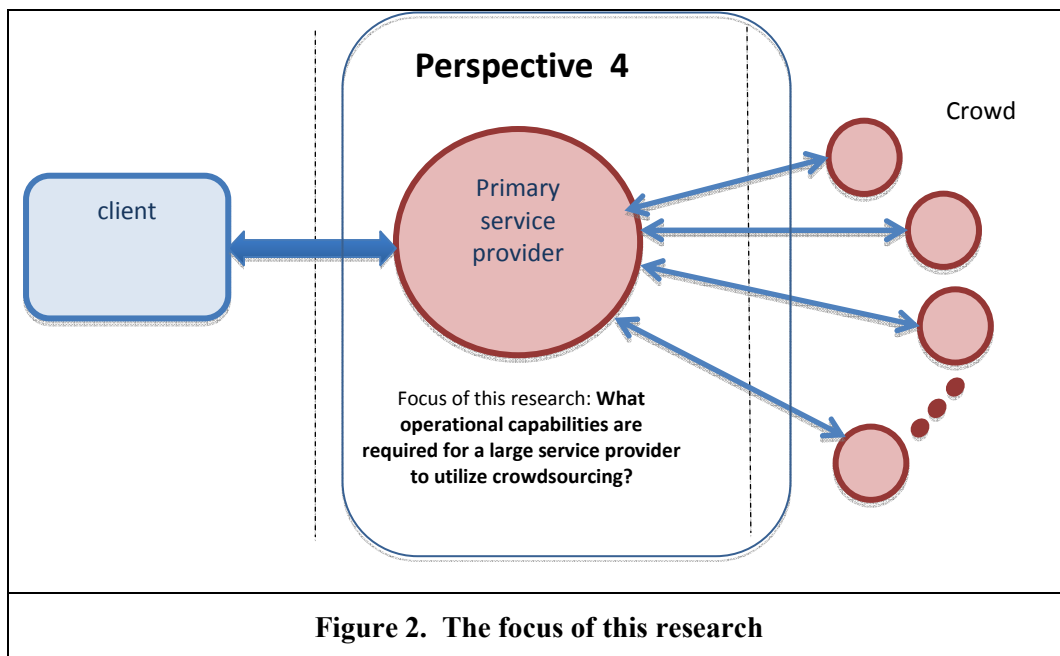 Perspective 4
Crowd
client
Primary
service
provider
Focus of this research: What
operational capabilities are
required for a large service provider
to utilize crowdsourcing?
Figure 2. The focus of this research